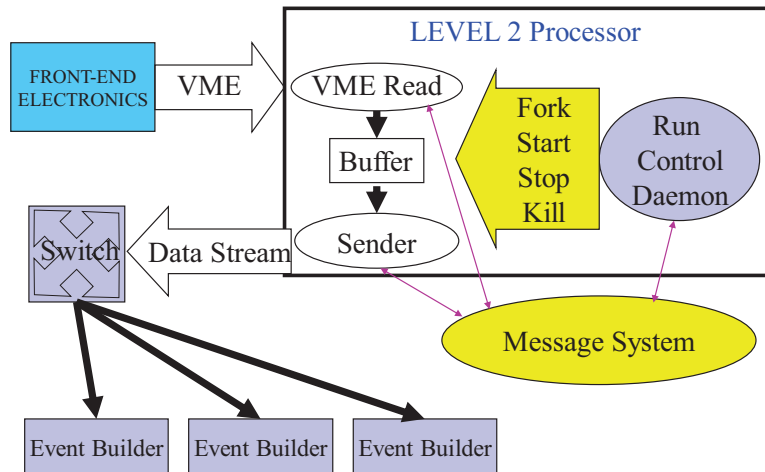 LEVEL 2 Processor
FRONT-END
ELECTRONICS
VME
VME Read
Buffer
Sender
Fork
Start
Stop
Kill
Run
Control
Daemon
Switch
Data Stream
Message System
Event Builder
Event Builder
Event Builder